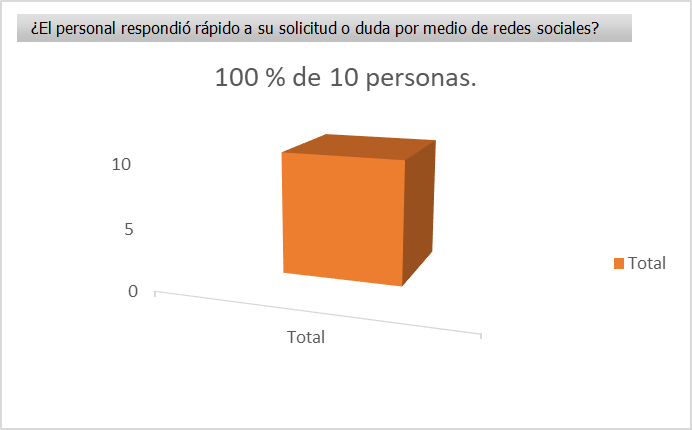 ¿El personal respondió rápido a su solicitud o duda por medio de redes sociales?
100 % de 10 personas.
10
5
0
Total
Total